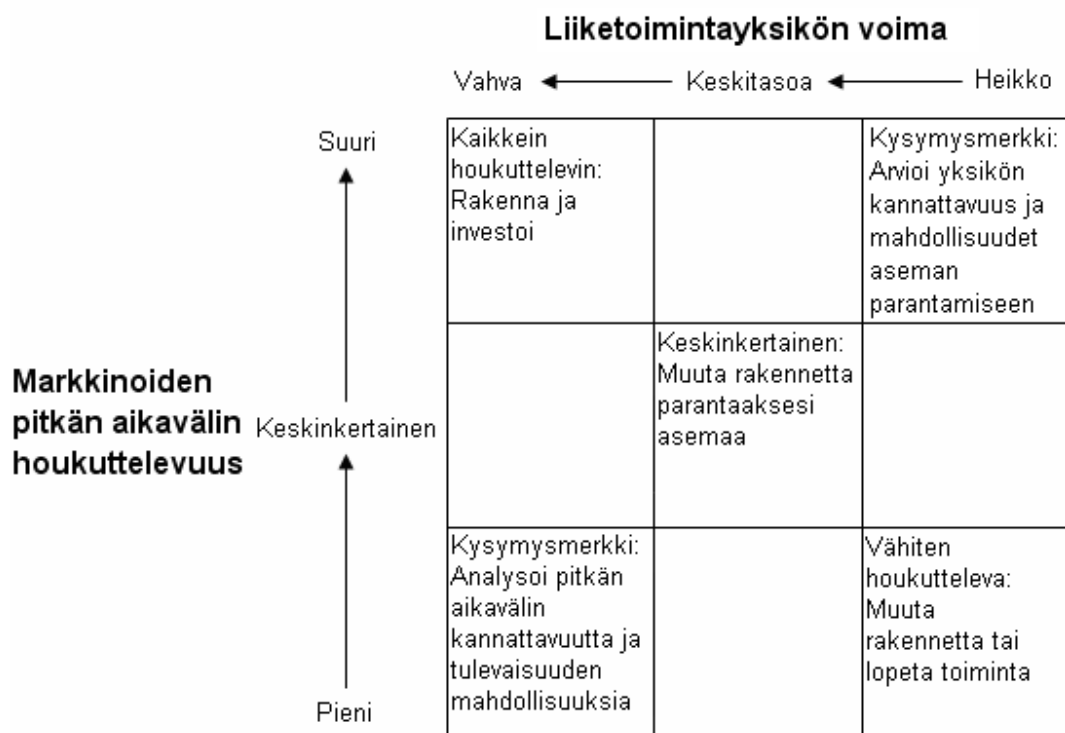 Liiketoimintayksikön voima
Vahva
Keskitasoa
Heikko
Suuri
Kaikkein
houkuttelevin:
Rakenna ja
investoi
Kysymysmerkki:
Arvioi yksikön
kannattavuus ja
mahdollisuudet
aseman
parantamiseen
Markkinoiden
pitkän aikavälin
houkuttelevuus
Keskinkertainen
Keskinkertainen:
Muuta rakennetta
parantaaksesi
asemaa
Kysymysmerkki:
Analysoi pitkän
aikavälin
kannattavuutta ja
tulevaisuuden
mahdollisuuksia
Vähiten
houkutteleva:
Muuta
rakennetta tai
lopeta toiminta
Pieni